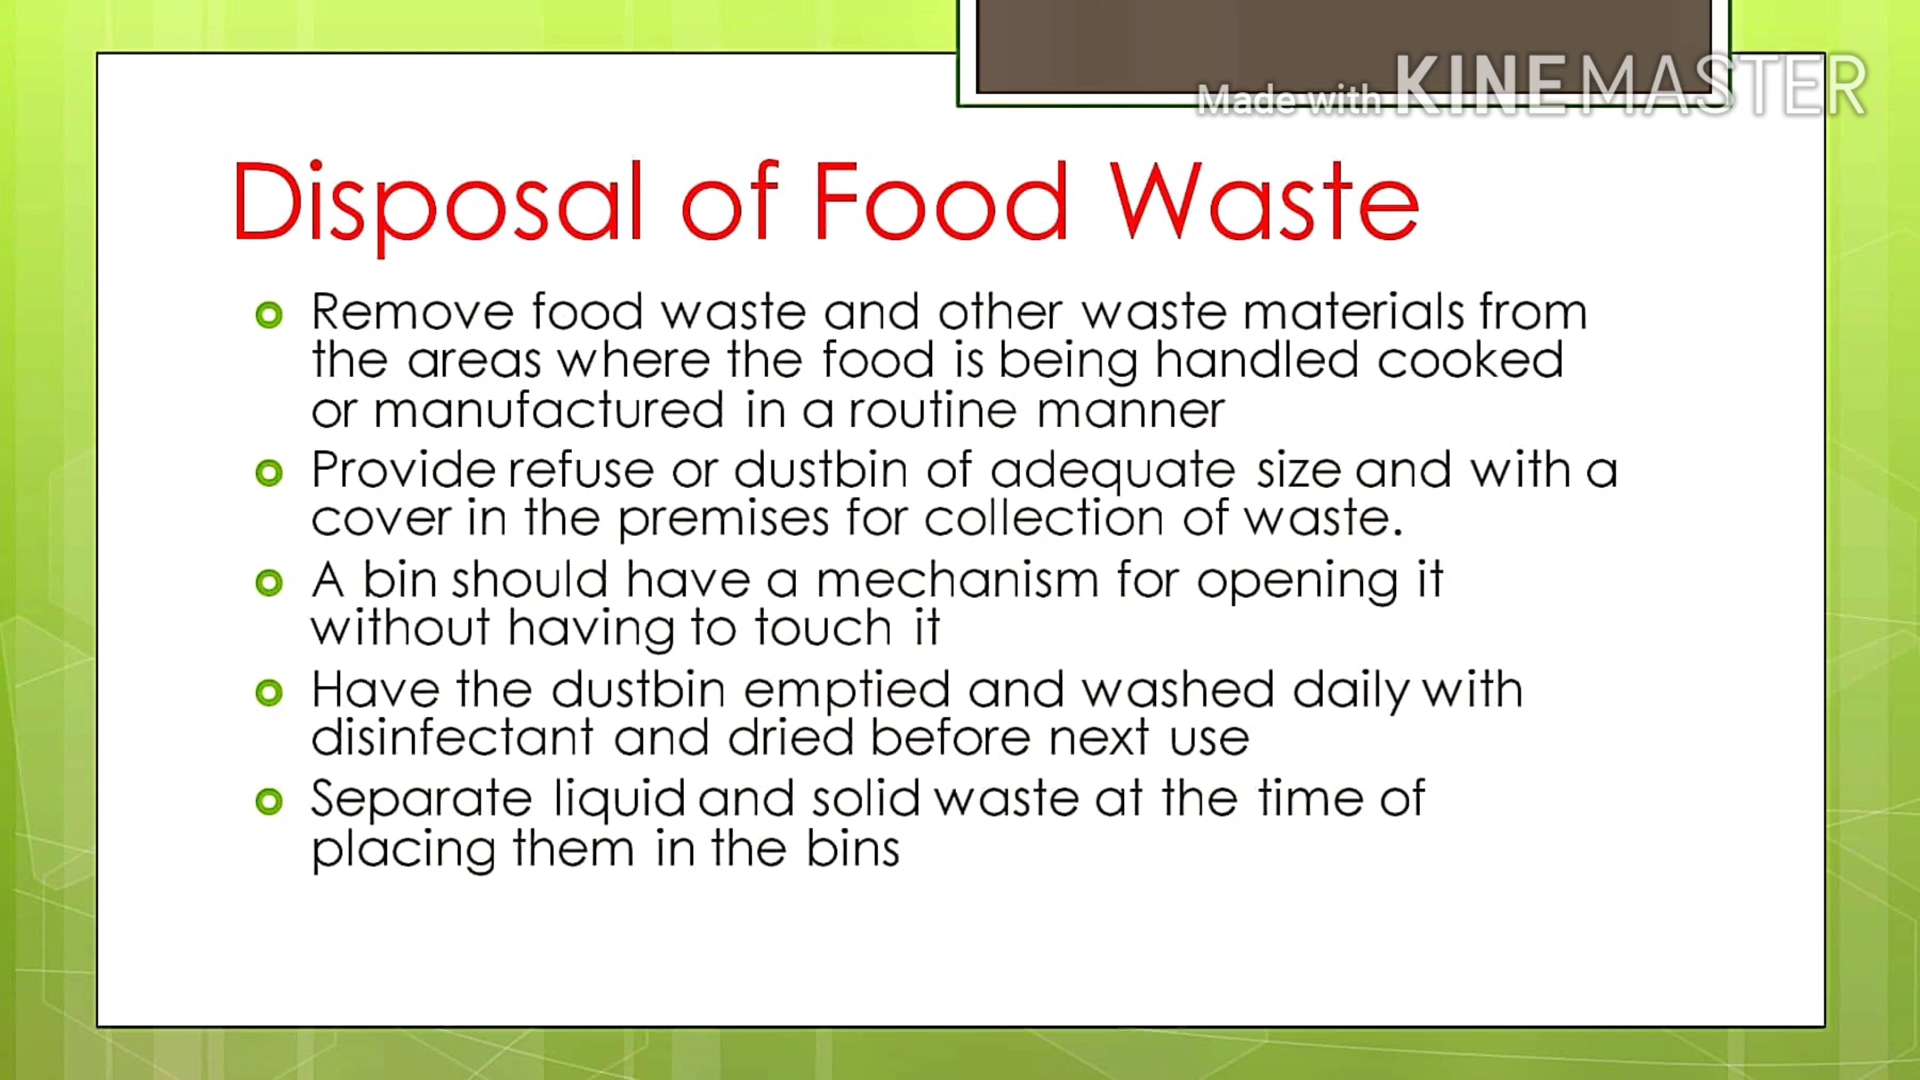 Made with KINEMASTER
Disposal of Food Waste
Remove food waste and other waste materials from
the areas where the food is being handled cooked
or manufactured in a routine manner
Provide refuse or dustbin of adequate size and with a
cover in the premises for collection of waste.
A bin should have a mechanism for opening it
without having to touch it
Have the dustbin emptied and washed daily with
disinfectant and dried before next use
Separate liquid and solid waste at the time of
placing them in the bins